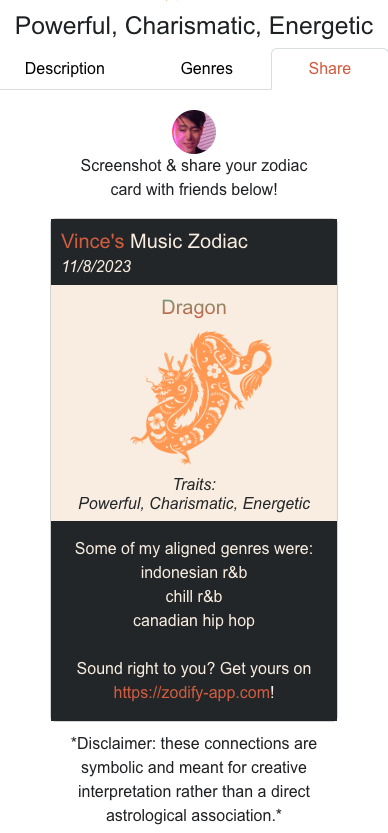 Powerful, Charismatic, Energetic
Description Genres Share
Screenshot & share your zodiac
card with friends below!
Vince's Music Zodiac
11/8/2023
Dragon
Traits:
Powerful, Charismatic, Energetic
Some of my aligned genres were:
indonesian r&b
chill r&b
canadian hip hop
Sound right to you? Get yours on
https://zodify-app.com!
*Disclaimer: these connections are
symbolic and meant for creative
interpretation rather than a direct
astrological association.*